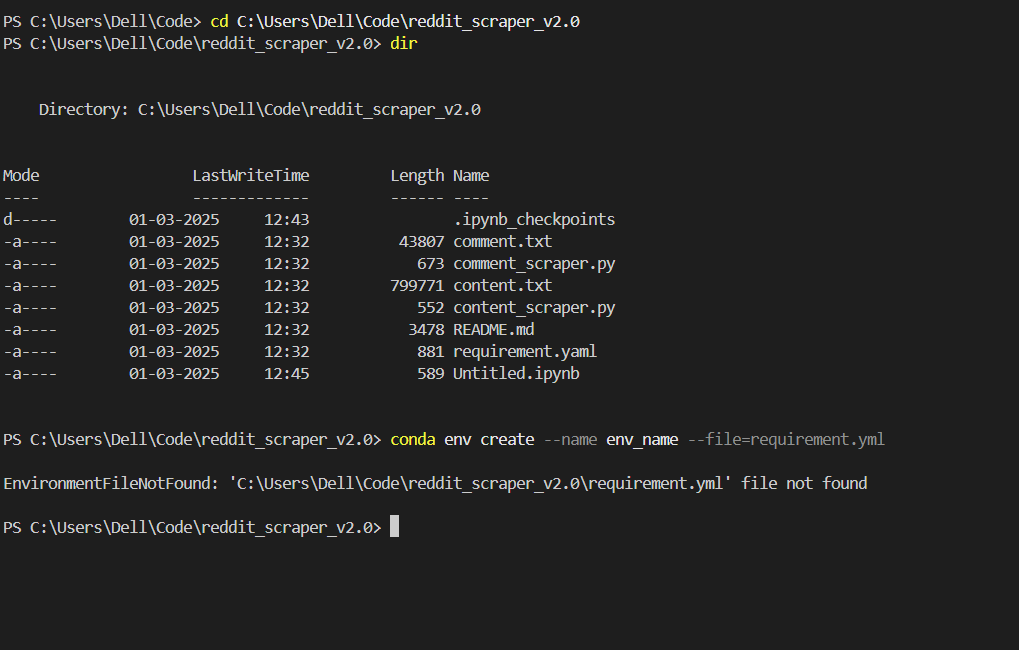 PS C:\Users\Dell\Code> cd C:\Users\Dell\Code\reddit_scraper_v2.0
PS C:\Users\Dell\Code\reddit_scraper_v2.0> dir
Directory: C:\Users\Dell\Code\reddit_scraper_v2.0
Mode LastWriteTime Length Name
---- ------------- ------ ----
d----- 01-03-2025 12:43 .ipynb_checkpoints
-a---- 01-03-2025 12:32 43807 comment.txt
-a---- 01-03-2025 12:32 673 comment_scraper.py
-a---- 01-03-2025 12:32 799771 content.txt
-a---- 01-03-2025 12:32 552 content_scraper.py
-a---- 01-03-2025 12:32 3478 README.md
-a---- 01-03-2025 12:32 881 requirement.yaml
-a---- 01-03-2025 12:45 589 Untitled.ipynb
PS C:\Users\Dell\Code\reddit_scraper_v2.0> conda env create --name env_name --file=requirement.yml
EnvironmentFileNotFound: 'C:\Users\Dell\Code\reddit_scraper_v2.0\requirement.yml' file not found
PS C:\Users\Dell\Code\reddit_scraper_v2.0>